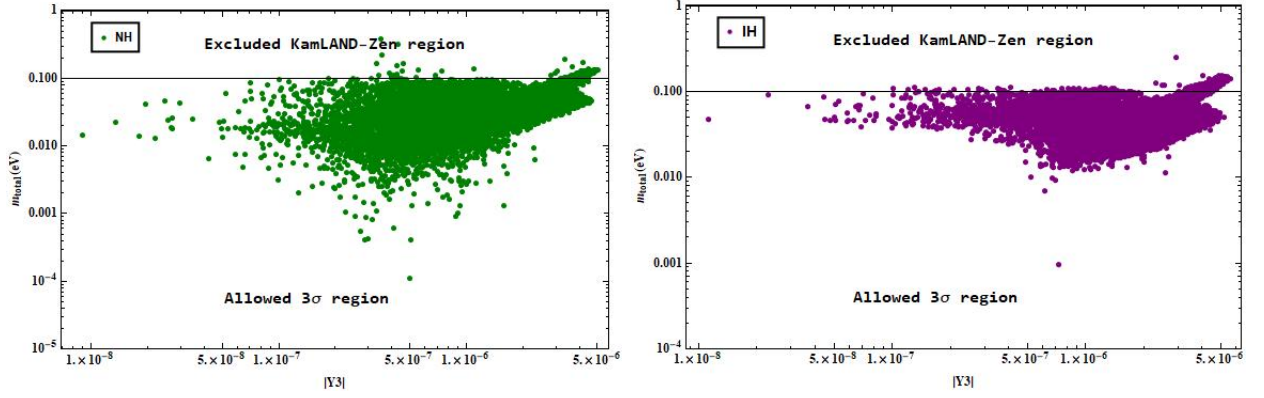 1
NH
Excluded KamLAND-Zen region
0.100
0.010
0.001
10⁻⁴
10⁻⁵
m_total(eV)
Allowed 3σ region
1.×10⁻⁸ 5.×10⁻⁸ 1.×10⁻⁷ 5.×10⁻⁷ 1.×10⁻⁶ 5.×10⁻⁶
|Y3|
1
IH
Excluded KamLAND-Zen region
0.100
0.010
0.001
10⁻⁴
m_total(eV)
Allowed 3σ region
1.×10⁻⁸ 5.×10⁻⁸ 1.×10⁻⁷ 5.×10⁻⁷ 1.×10⁻⁶ 5.×10⁻⁶
|Y3|